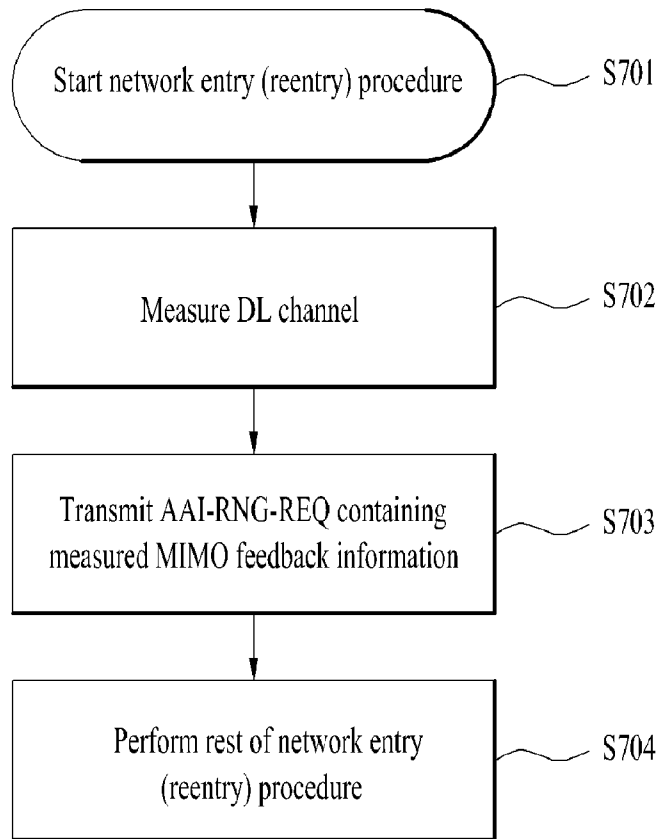 Start network entry (reentry) procedure
S701
Measure DL channel
S702
Transmit AAI-RNG-REQ containing
measured MIMO feedback information
S703
Perform rest of network entry
(reentry) procedure
S704